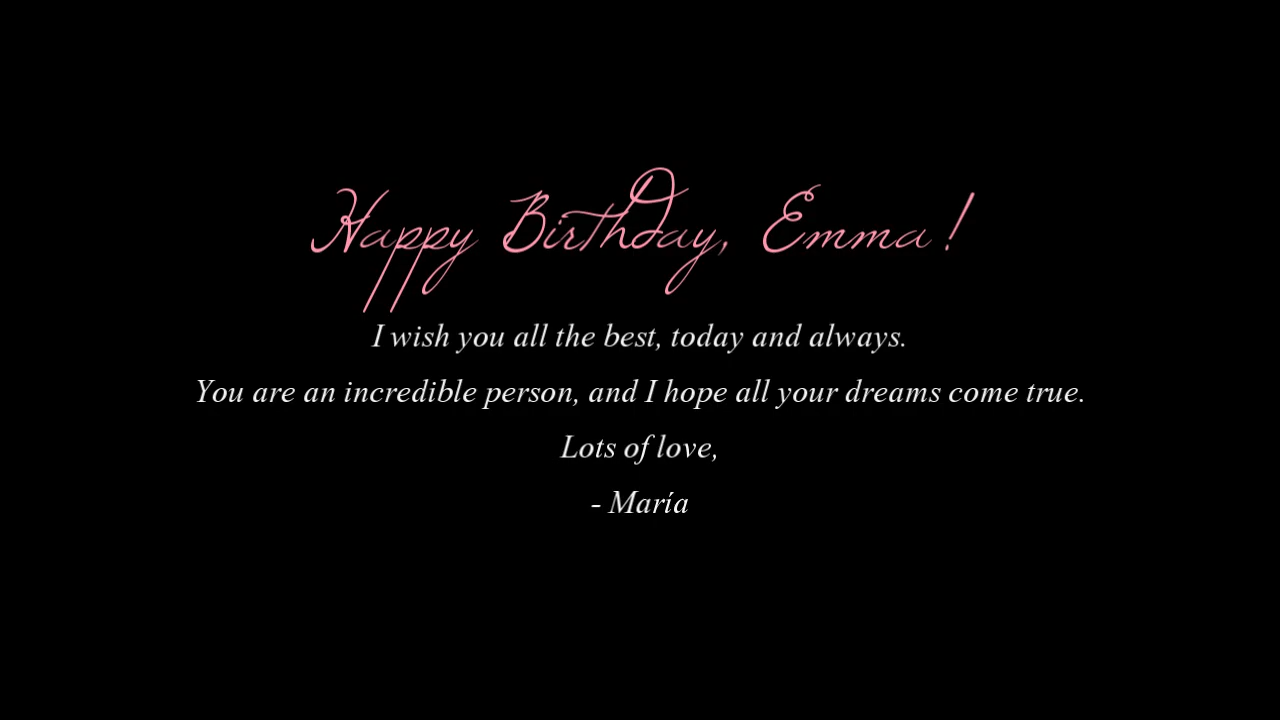 Happy Birthday, Emma!
I wish you all the best, today and always.
You are an incredible person, and I hope all your dreams come true.
Lots of love,
- María